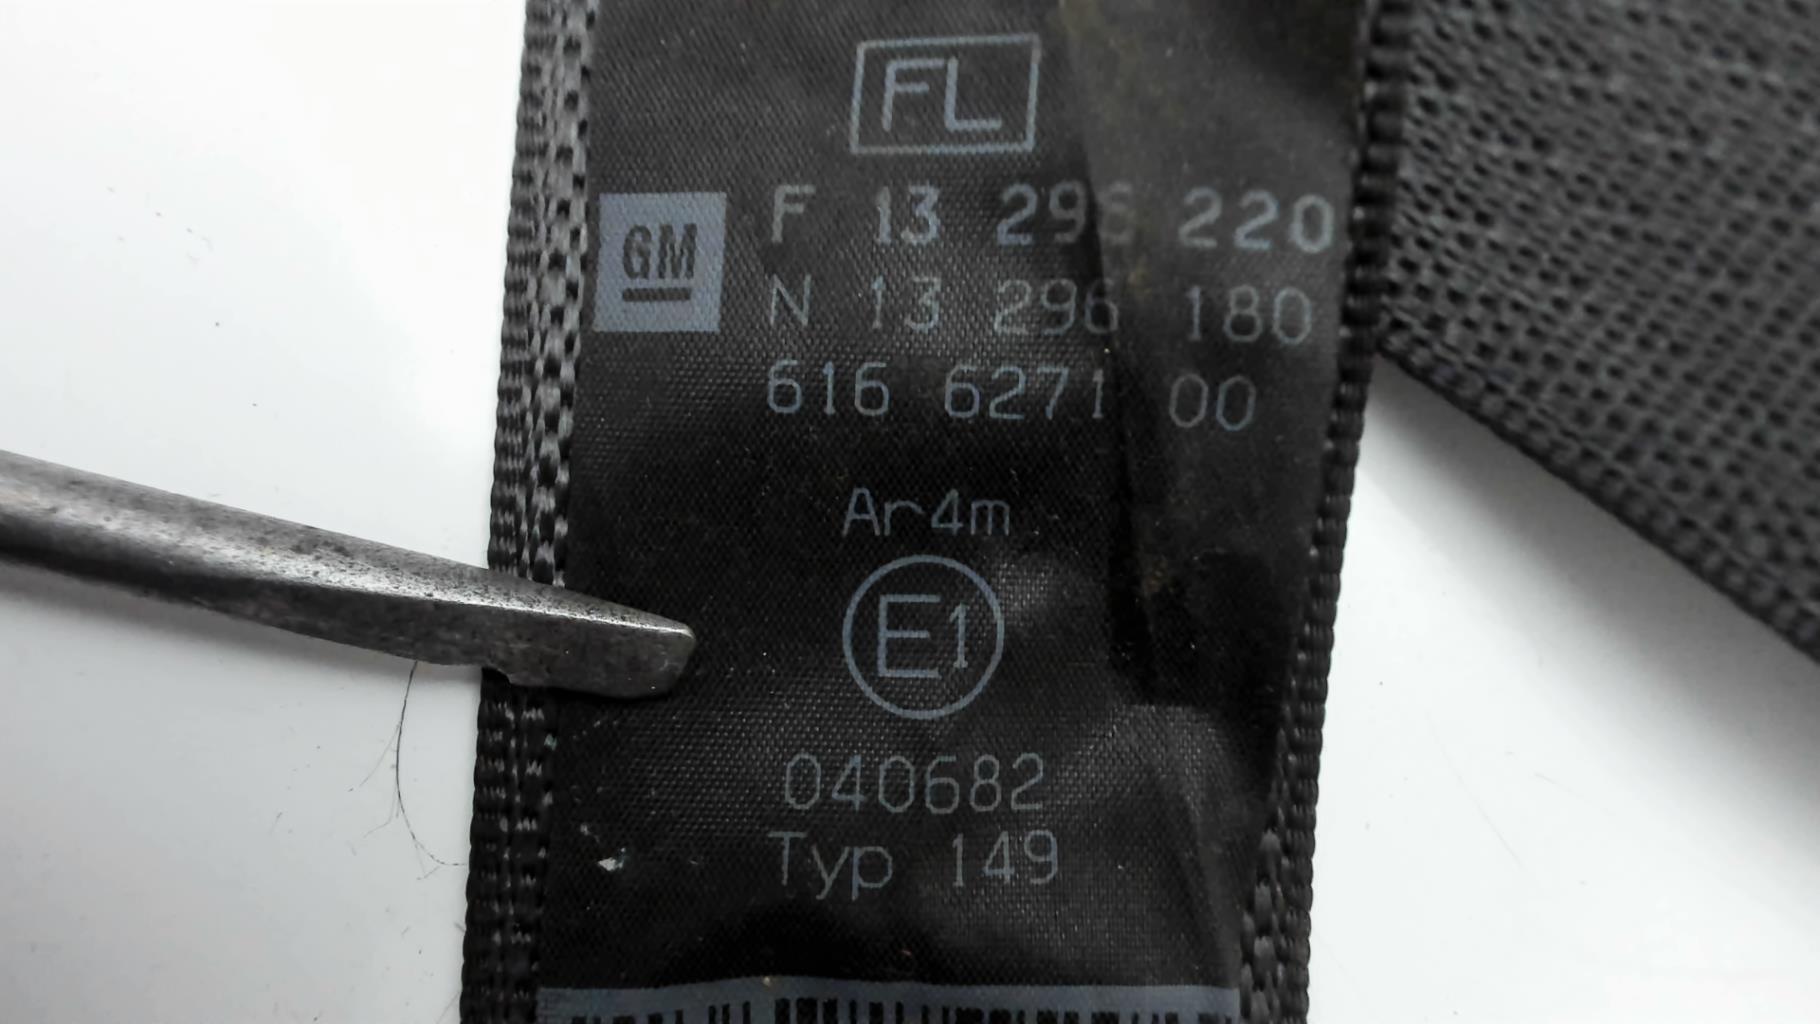 FL
GM
F 13 296 220
N 13 296 180
616 6271 00
Ar4m
E1
040682
Typ 149